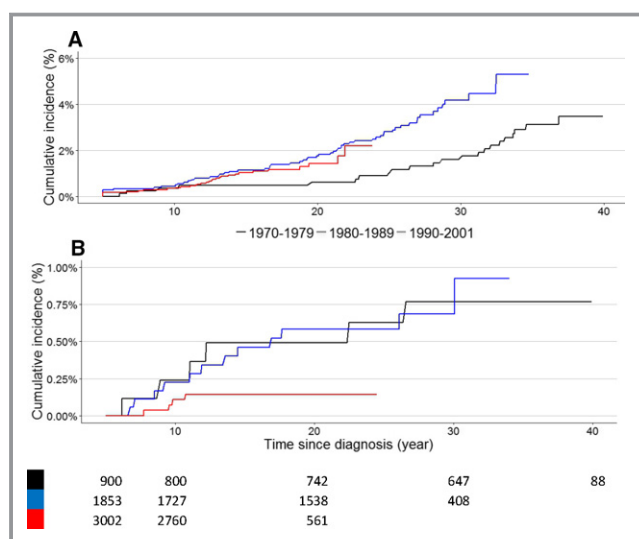 A
Cumulative incidence (%)
6%
4%
2%
0%
10 20 30 40
—1970-1979 —1980-1989 —1990-2001
B
Cumulative incidence (%)
1.00%
0.75%
0.50%
0.25%
0.00%
10 20 30 40
Time since diagnosis (year)
900 800 742 647 88
1853 1727 1538 408
3002 2760 561